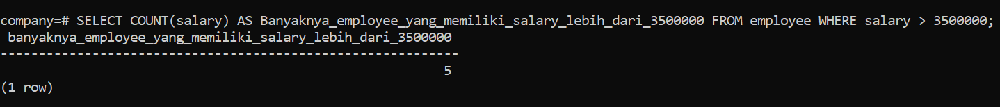 company=# SELECT COUNT(salary) AS Banyaknya_employee_yang_memiliki_salary_lebih_dari_3500000 FROM employee WHERE salary > 3500000;
banyaknya_employee_yang_memiliki_salary_lebih_dari_3500000
------------------------------------------------------------
5
(1 row)